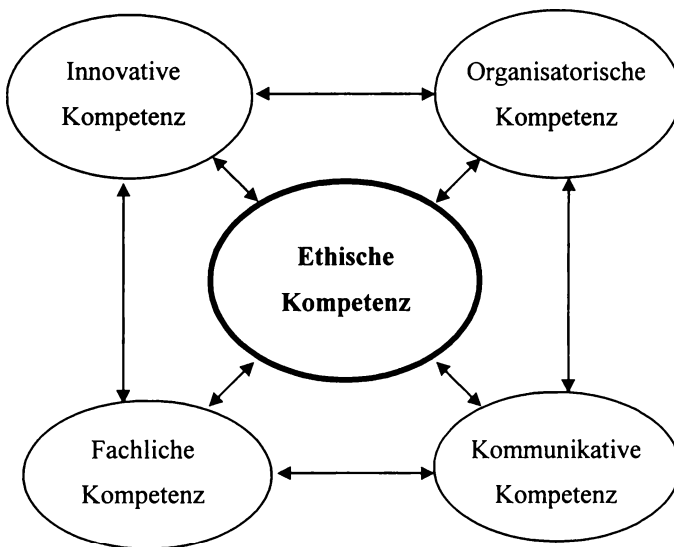 Innovative
Kompetenz
Organisatorische
Kompetenz
Ethische
Kompetenz
Fachliche
Kompetenz
Kommunikative
Kompetenz